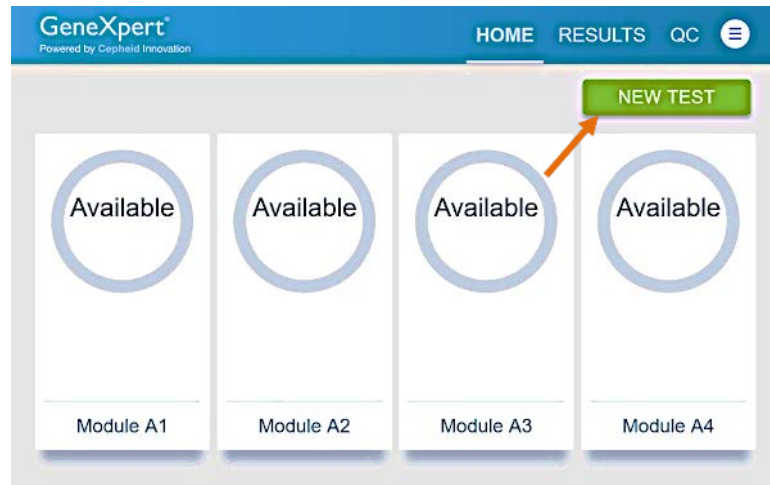 GeneXpert®
Powered by Cepheid Innovation
HOME RESULTS QC
NEW TEST
Available Available Available Available
Module A1 Module A2 Module A3 Module A4